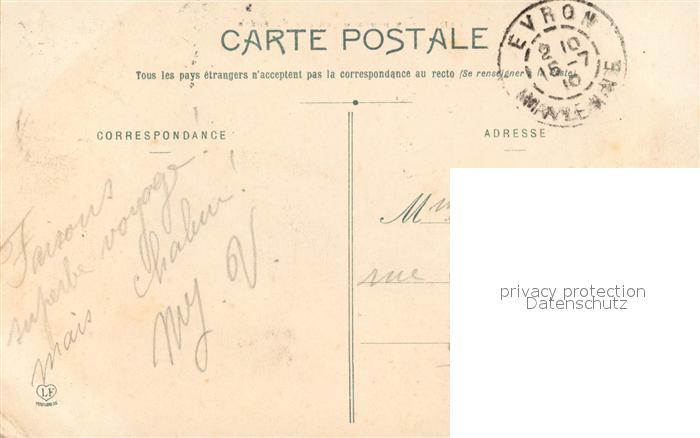 CARTE POSTALE
Tous les pays étrangers n'acceptent pas la correspondance au recto (Se renseigner à la Poste)
CORRESPONDANCE
ADRESSE
EVRON
MAYENNE
Faisons
superbe voyage
mais chaleur!
M
rue
privacy protection
Datenschutz
LF